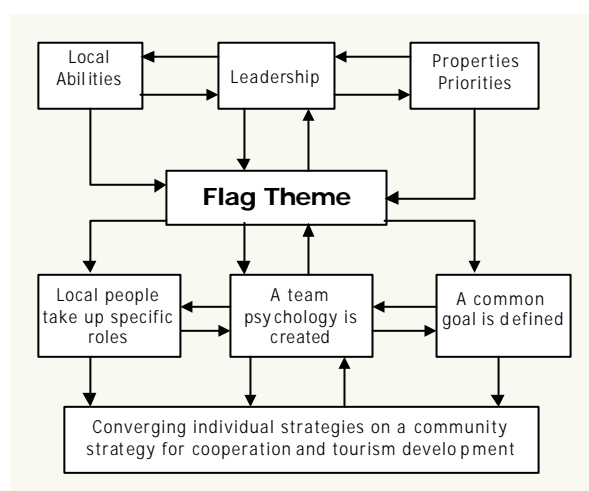 Local
Abilities
Leadership
Properties
Priorities
Flag Theme
Local people
take up specific
roles
A team
psychology is
created
A common
goal is defined
Converging individual strategies on a community
strategy for cooperation and tourism development